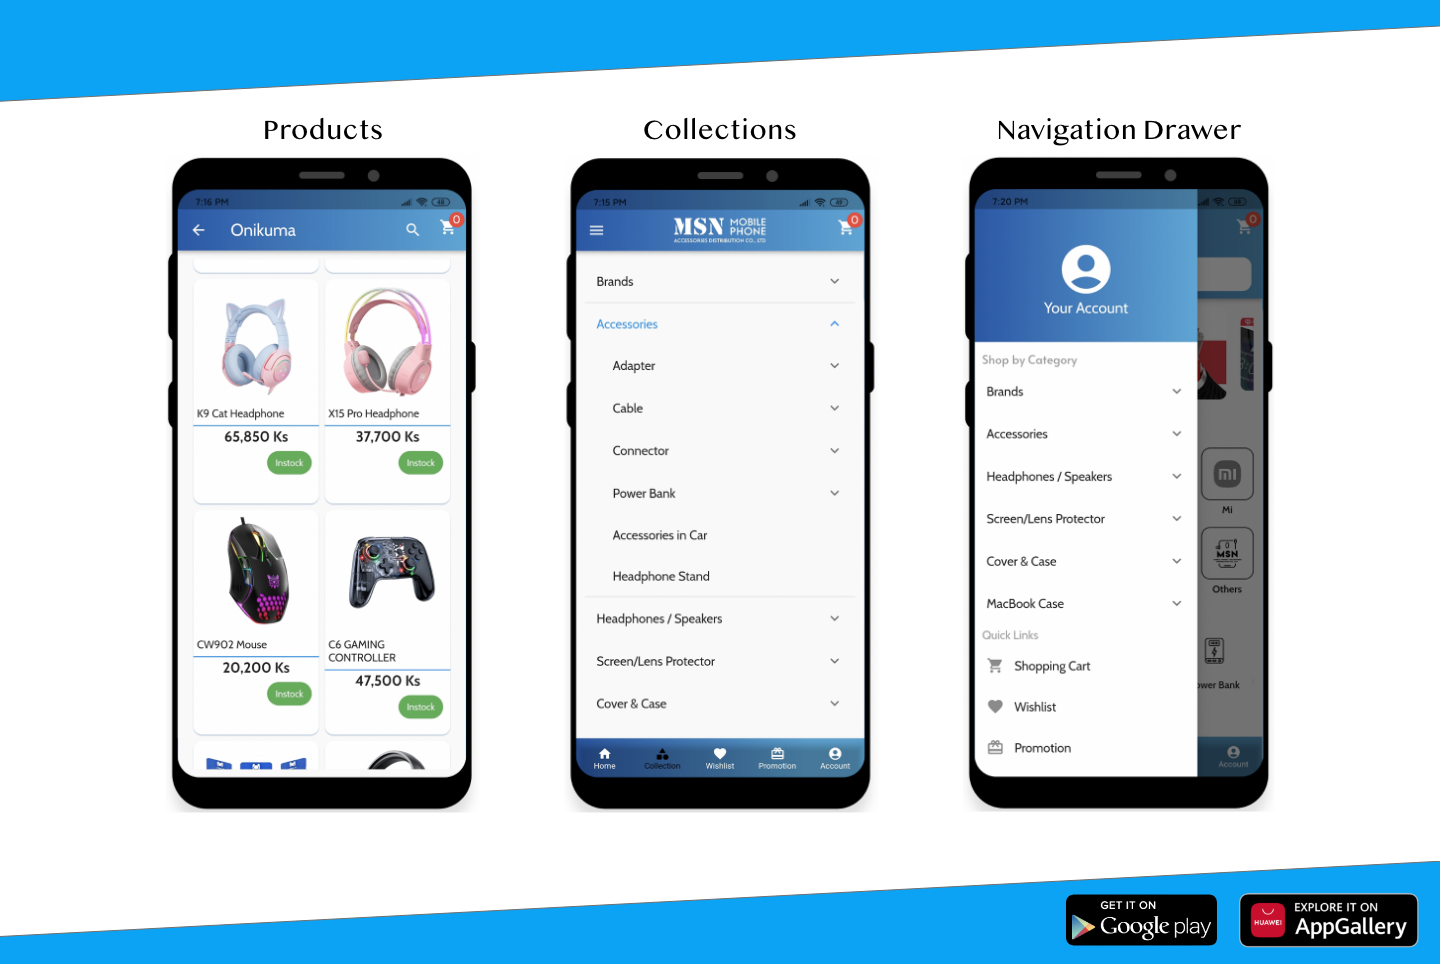 Products
7:16 PM
48
Onikuma
0
K9 Cat Headphone
65,850 Ks
Instock
X15 Pro Headphone
37,700 Ks
Instock
CW902 Mouse
20,200 Ks
Instock
C6 GAMING
CONTROLLER
47,500 Ks
Instock
Collections
7:15 PM
49
MSN MOBILE
PHONE
ACCESSORIES DISTRIBUTION CO., LTD
0
Brands
Accessories
Adapter
Cable
Connector
Power Bank
Accessories in Car
Headphone Stand
Headphones / Speakers
Screen/Lens Protector
Cover & Case
Home
Collection
Wishlist
Promotion
Account
Navigation Drawer
7:20 PM
0
Your Account
Shop by Category
Brands
Accessories
Headphones / Speakers
Screen/Lens Protector
Cover & Case
MacBook Case
Quick Links
Shopping Cart
Wishlist
Promotion
Mi
MSN
Others
ower Bank
Account
GET IT ON
Google play
HUAWEI
EXPLORE IT ON
AppGallery